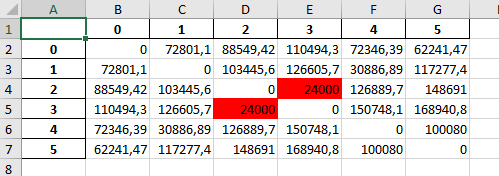 A B C D E F G
1 0 1 2 3 4 5
2 0 0 72801,1 88549,42 110494,3 72346,39 62241,47
3 1 72801,1 0 103445,6 126605,7 30886,89 117277,4
4 2 88549,42 103445,6 0 24000 126889,7 148691
5 3 110494,3 126605,7 24000 0 150748,1 168940,8
6 4 72346,39 30886,89 126889,7 150748,1 0 100080
7 5 62241,47 117277,4 148691 168940,8 100080 0
8